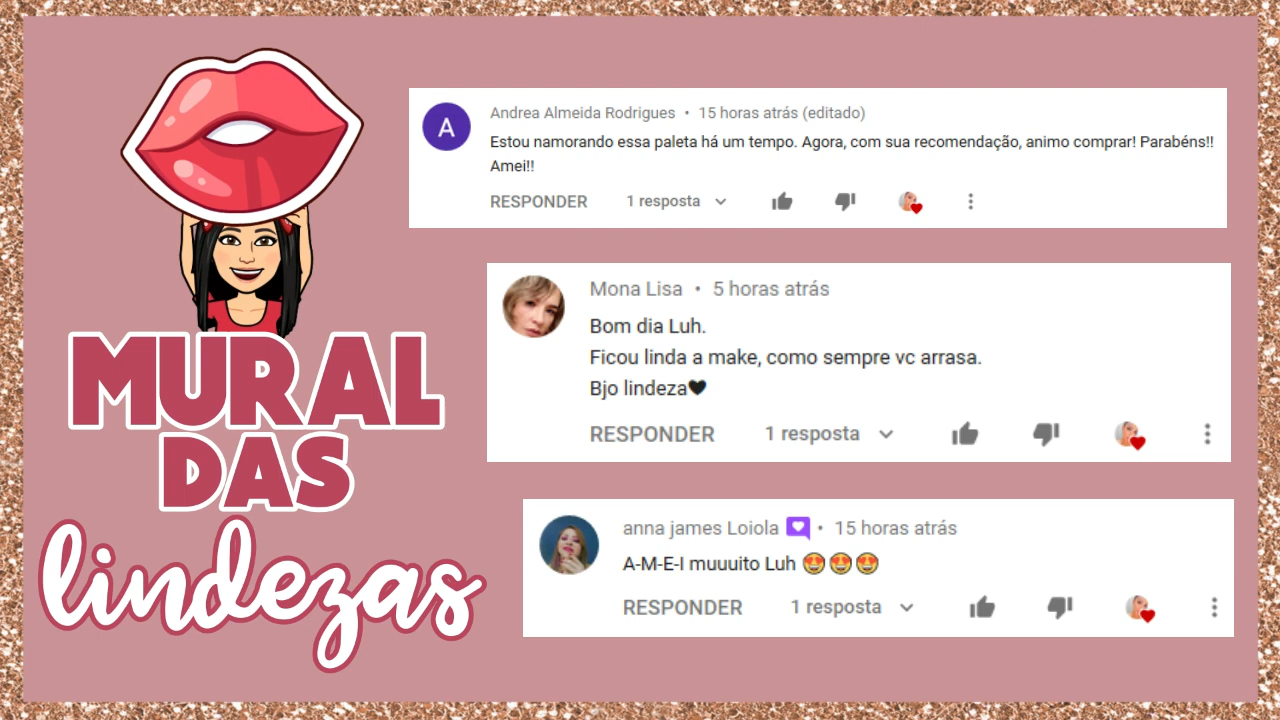 MURAL
DAS
lindezas
A
Andrea Almeida Rodrigues • 15 horas atrás (editado)
Estou namorando essa paleta há um tempo. Agora, com sua recomendação, animo comprar! Parabéns!!
Amei!!
RESPONDER 1 resposta
Mona Lisa • 5 horas atrás
Bom dia Luh.
Ficou linda a make, como sempre vc arrasa.
Bjo lindeza🖤
RESPONDER 1 resposta
anna james Loiola • 15 horas atrás
A-M-E-I muuuito Luh 😍😍😍
RESPONDER 1 resposta